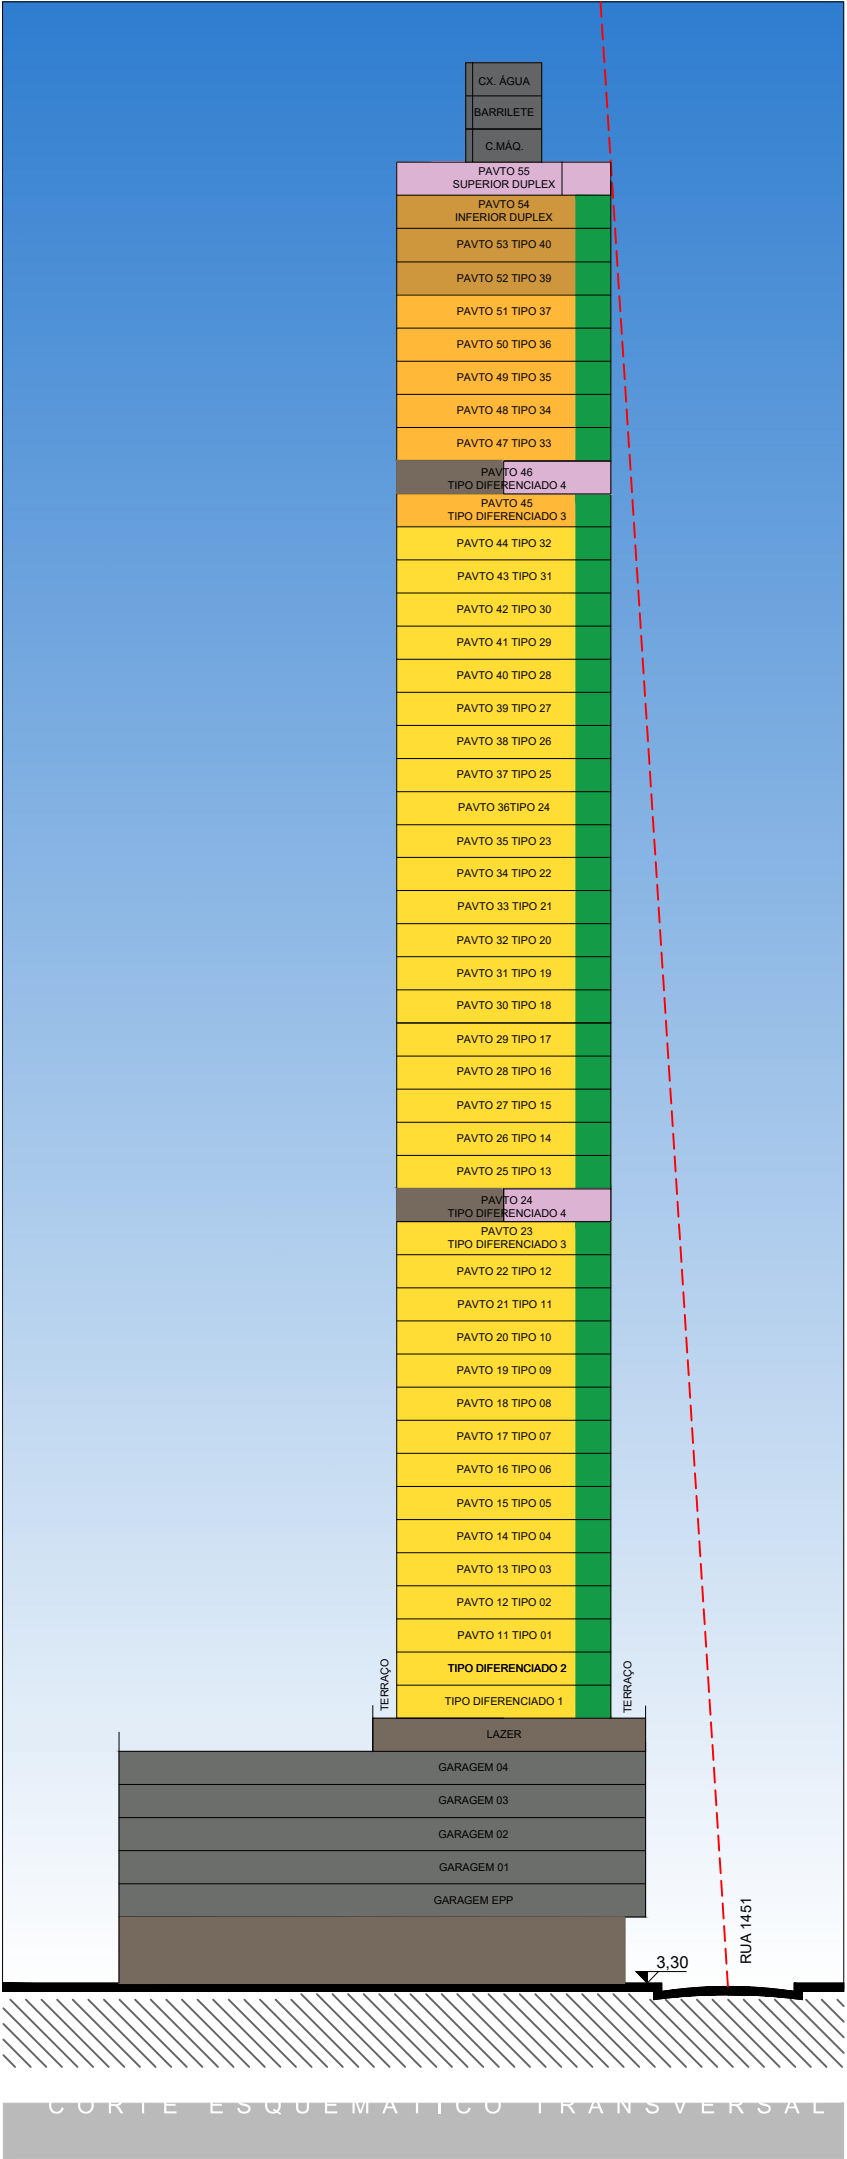 CX. ÁGUA
BARRILETE
C.MÁQ.
PAVTO 55
SUPERIOR DUPLEX
PAVTO 54
INFERIOR DUPLEX
PAVTO 53 TIPO 40
PAVTO 52 TIPO 39
PAVTO 51 TIPO 37
PAVTO 50 TIPO 36
PAVTO 49 TIPO 35
PAVTO 48 TIPO 34
PAVTO 47 TIPO 33
PAVTO 46
TIPO DIFERENCIADO 4
PAVTO 45
TIPO DIFERENCIADO 3
PAVTO 44 TIPO 32
PAVTO 43 TIPO 31
PAVTO 42 TIPO 30
PAVTO 41 TIPO 29
PAVTO 40 TIPO 28
PAVTO 39 TIPO 27
PAVTO 38 TIPO 26
PAVTO 37 TIPO 25
PAVTO 36TIPO 24
PAVTO 35 TIPO 23
PAVTO 34 TIPO 22
PAVTO 33 TIPO 21
PAVTO 32 TIPO 20
PAVTO 31 TIPO 19
PAVTO 30 TIPO 18
PAVTO 29 TIPO 17
PAVTO 28 TIPO 16
PAVTO 27 TIPO 15
PAVTO 26 TIPO 14
PAVTO 25 TIPO 13
PAVTO 24
TIPO DIFERENCIADO 4
PAVTO 23
TIPO DIFERENCIADO 3
PAVTO 22 TIPO 12
PAVTO 21 TIPO 11
PAVTO 20 TIPO 10
PAVTO 19 TIPO 09
PAVTO 18 TIPO 08
PAVTO 17 TIPO 07
PAVTO 16 TIPO 06
PAVTO 15 TIPO 05
PAVTO 14 TIPO 04
PAVTO 13 TIPO 03
PAVTO 12 TIPO 02
PAVTO 11 TIPO 01
TERRAÇO
TIPO DIFERENCIADO 2
TERRAÇO
TIPO DIFERENCIADO 1
LAZER
GARAGEM 04
GARAGEM 03
GARAGEM 02
GARAGEM 01
GARAGEM EPP
RUA 1451
3,30
CORTE ESQUEMATICO TRANSVERSAL